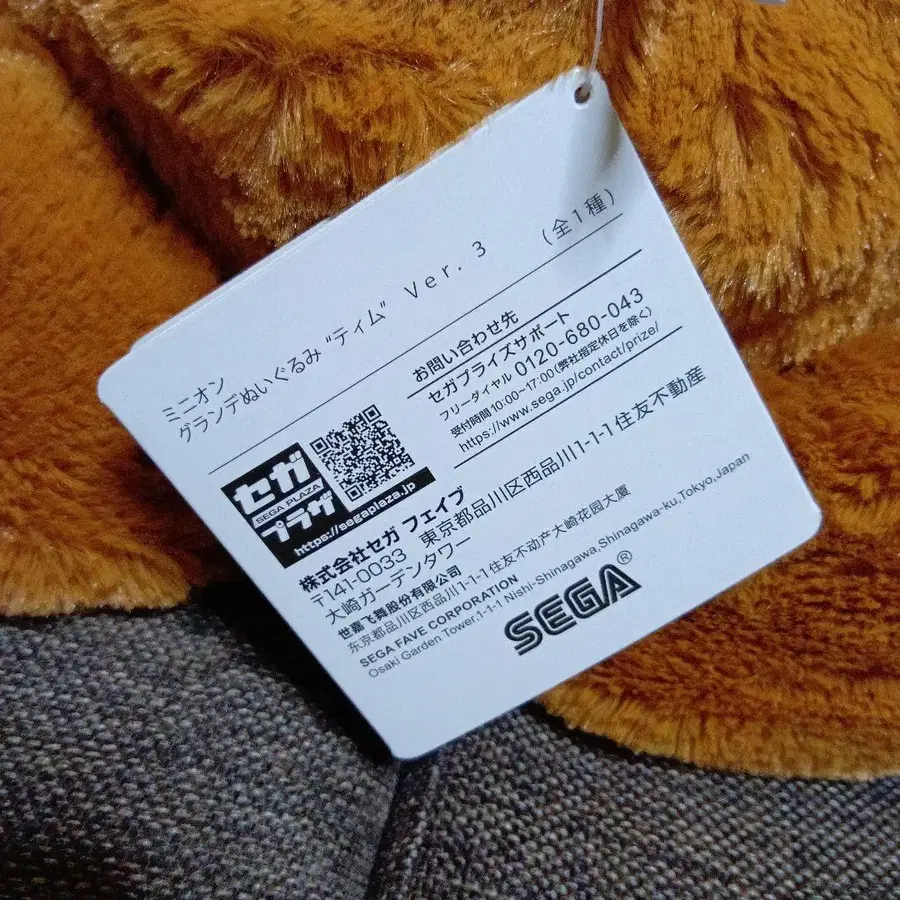 ミニオン
グランデぬいぐるみ “ティム” Ver. 3 (全1種)
セガ
SEGA PLAZA
プラザ
https://segaplaza.jp
お問い合わせ先
セガプライズサポート
フリーダイヤル 0120-680-043
受付時間 10:00~17:00 (弊社指定休日を除く)
https://www.sega.jp/contact/prize/
株式会社セガ フェイブ
〒141-0033 東京都品川区西品川1-1-1 住友不動産
大崎ガーデンタワー
世嘉飞舞股份有限公司
东京都品川区西品川1-1-1 住友不动产大崎花园大厦
SEGA FAVE CORPORATION
Osaki Garden Tower,1-1-1 Nishi-Shinagawa,Shinagawa-ku,Tokyo,Japan
SEGA®